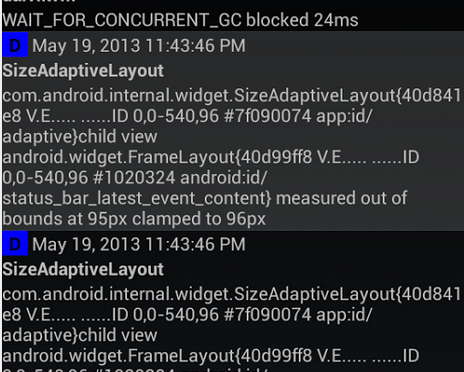 WAIT_FOR_CONCURRENT_GC blocked 24ms
D May 19, 2013 11:43:46 PM
SizeAdaptiveLayout
com.android.internal.widget.SizeAdaptiveLayout{40d841
e8 V.E..... ......ID 0,0-540,96 #7f090074 app:id/
adaptive}child view
android.widget.FrameLayout{40d99ff8 V.E..... ......ID
0,0-540,96 #1020324 android:id/
status_bar_latest_event_content} measured out of
bounds at 95px clamped to 96px
D May 19, 2013 11:43:46 PM
SizeAdaptiveLayout
com.android.internal.widget.SizeAdaptiveLayout{40d841
e8 V.E..... ......ID 0,0-540,96 #7f090074 app:id/
adaptive}child view
android.widget.FrameLayout{40d99ff8 V.E..... ......ID